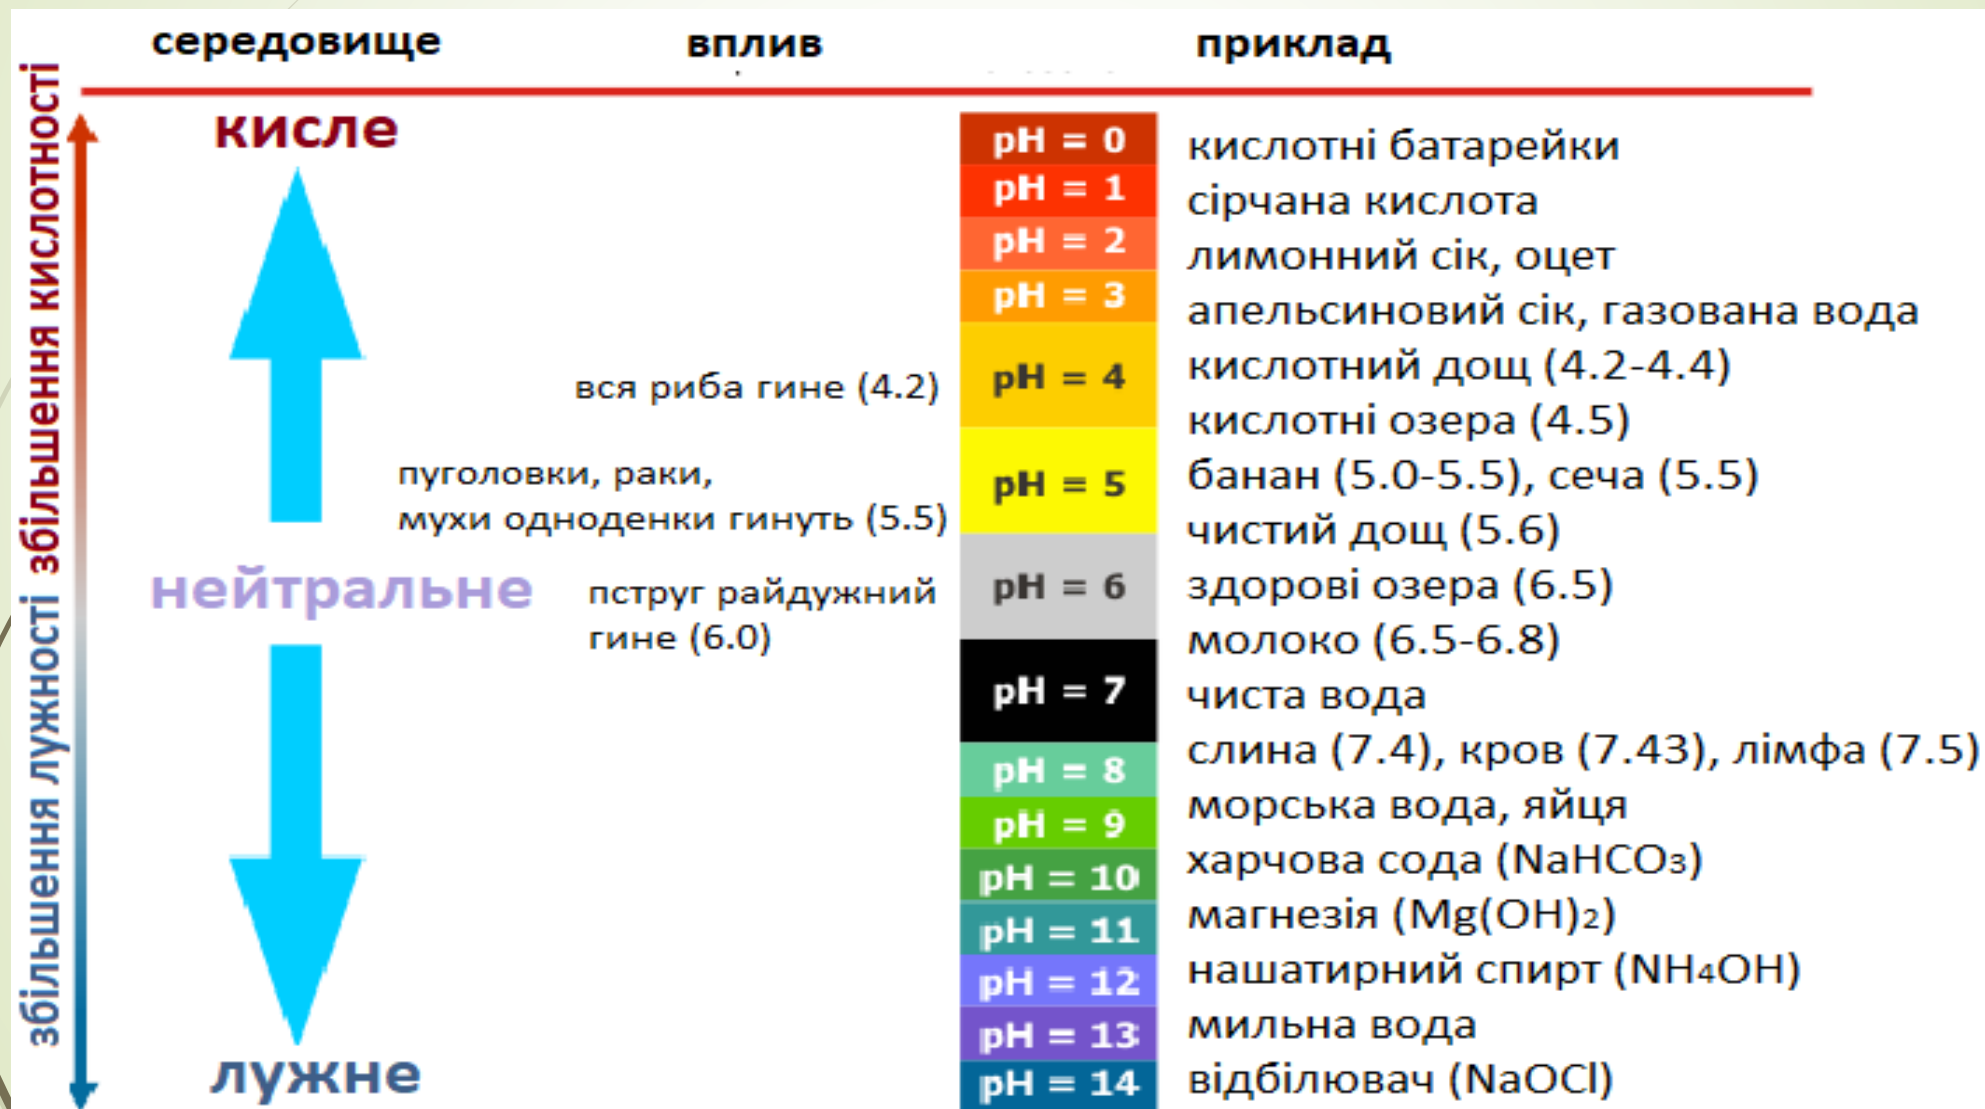 середовище вплив приклад
збільшення кислотності
збільшення лужності
кисле
нейтральне
лужне
вся риба гине (4.2)
пуголовки, раки,
мухи одноденки гинуть (5.5)
пструг райдужний
гине (6.0)
pH = 0
pH = 1
pH = 2
pH = 3
pH = 4
pH = 5
pH = 6
pH = 7
pH = 8
pH = 9
pH = 10
pH = 11
pH = 12
pH = 13
pH = 14
кислотні батарейки
сірчана кислота
лимонний сік, оцет
апельсиновий сік, газована вода
кислотний дощ (4.2-4.4)
кислотні озера (4.5)
банан (5.0-5.5), сеча (5.5)
чистий дощ (5.6)
здорові озера (6.5)
молоко (6.5-6.8)
чиста вода
слина (7.4), кров (7.43), лімфа (7.5)
морська вода, яйця
харчова сода (NaHCO₃)
магнезія (Mg(OH)₂)
нашатирний спирт (NH₄OH)
мильна вода
відбілювач (NaOCl)